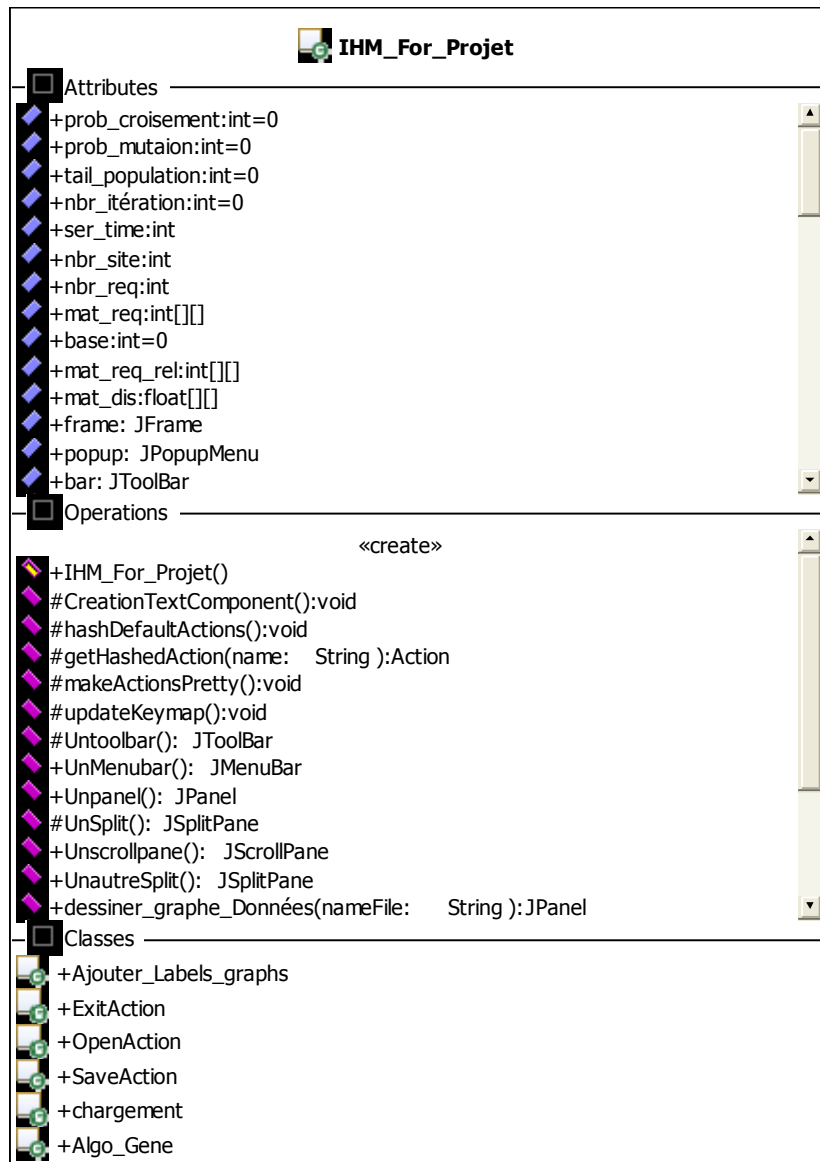 IHM_For_Projet
Attributes
+prob_croisement:int=0
+prob_mutaion:int=0
+tail_population:int=0
+nbr_itération:int=0
+ser_time:int
+nbr_site:int
+nbr_req:int
+mat_req:int[][]
+base:int=0
+mat_req_rel:int[][]
+mat_dis:float[][]
+frame: JFrame
+popup: JPopupMenu
+bar: JToolBar
Operations
«create»
+IHM_For_Projet()
#CreationTextComponent():void
#hashDefaultActions():void
#getHashedAction(name: String ):Action
#makeActionsPretty():void
#updateKeymap():void
#Untoolbar(): JToolBar
+UnMenubar(): JMenuBar
+Unpanel(): JPanel
#UnSplit(): JSplitPane
+Unscrollpane(): JScrollPane
+UnautreSplit(): JSplitPane
+dessiner_graphe_Données(nameFile: String ):JPanel
Classes
+Ajouter_Labels_graphs
+ExitAction
+OpenAction
+SaveAction
+chargement
+Algo_Gene